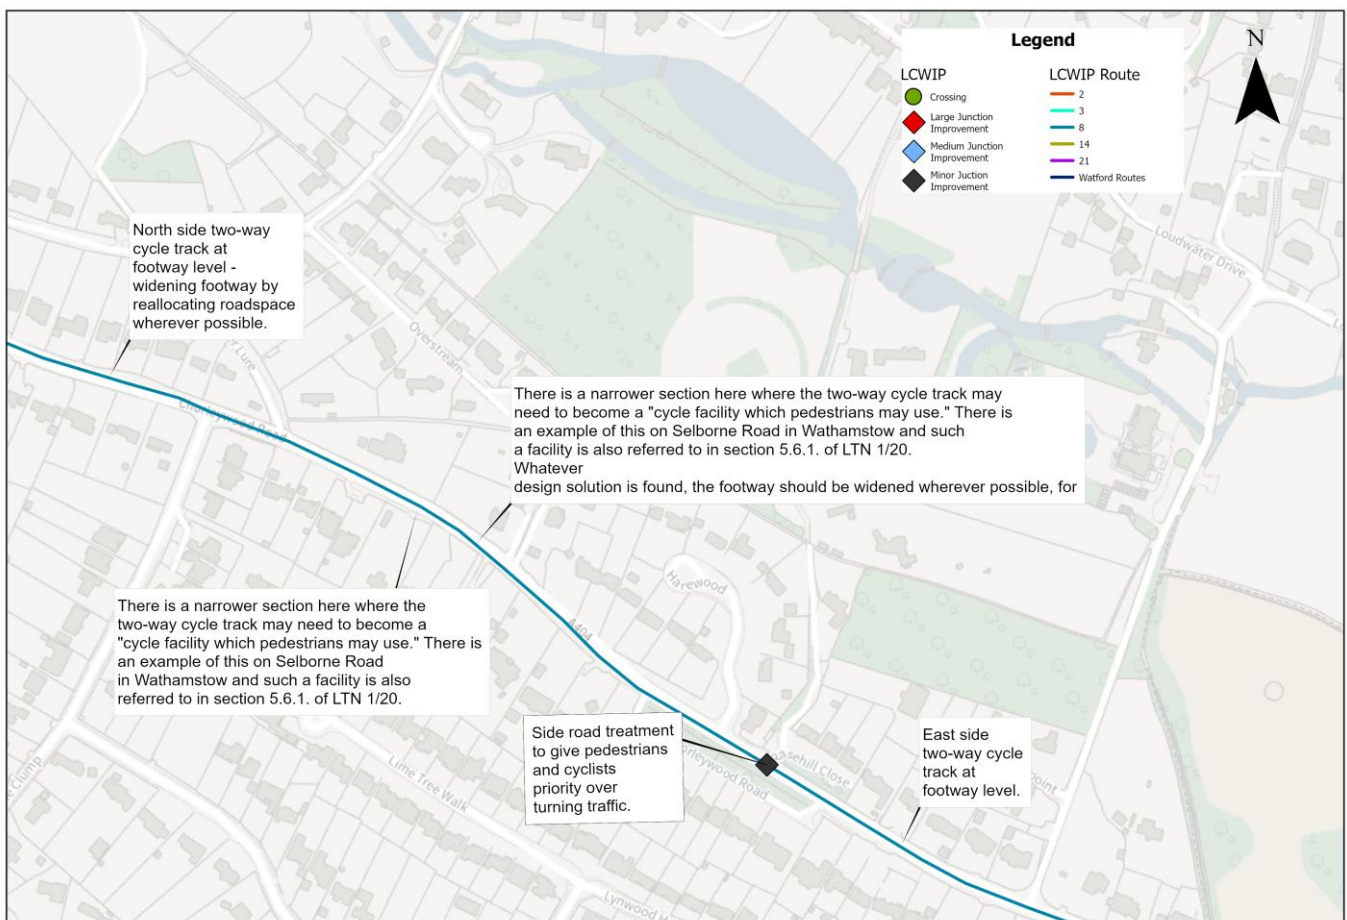 Legend
N
LCWIP
LCWIP Route
Crossing
2
Large Junction
Improvement
3
8
Medium Junction
Improvement
14
21
Minor Juction
Improvement
Watford Routes
Loudwater Drive
North side two-way
cycle track at
footway level -
widening footway by
reallocating roadspace
wherever possible.
Lure
Overstream
Chorleywood Road
There is a narrower section here where the two-way cycle track may
need to become a "cycle facility which pedestrians may use." There is
an example of this on Selborne Road in Wathamstow and such
a facility is also referred to in section 5.6.1. of LTN 1/20.
Whatever
design solution is found, the footway should be widened wherever possible, for
Harewood
There is a narrower section here where the
two-way cycle track may need to become a
"cycle facility which pedestrians may use." There is
an example of this on Selborne Road
in Wathamstow and such a facility is also
referred to in section 5.6.1. of LTN 1/20.
A404
Side road treatment
to give pedestrians
and cyclists
priority over
turning traffic.
East side
two-way cycle
track at
footway level.
Clump
Lime Tree Walk
orleywood Road
sehill Close
oint
Lynwood H